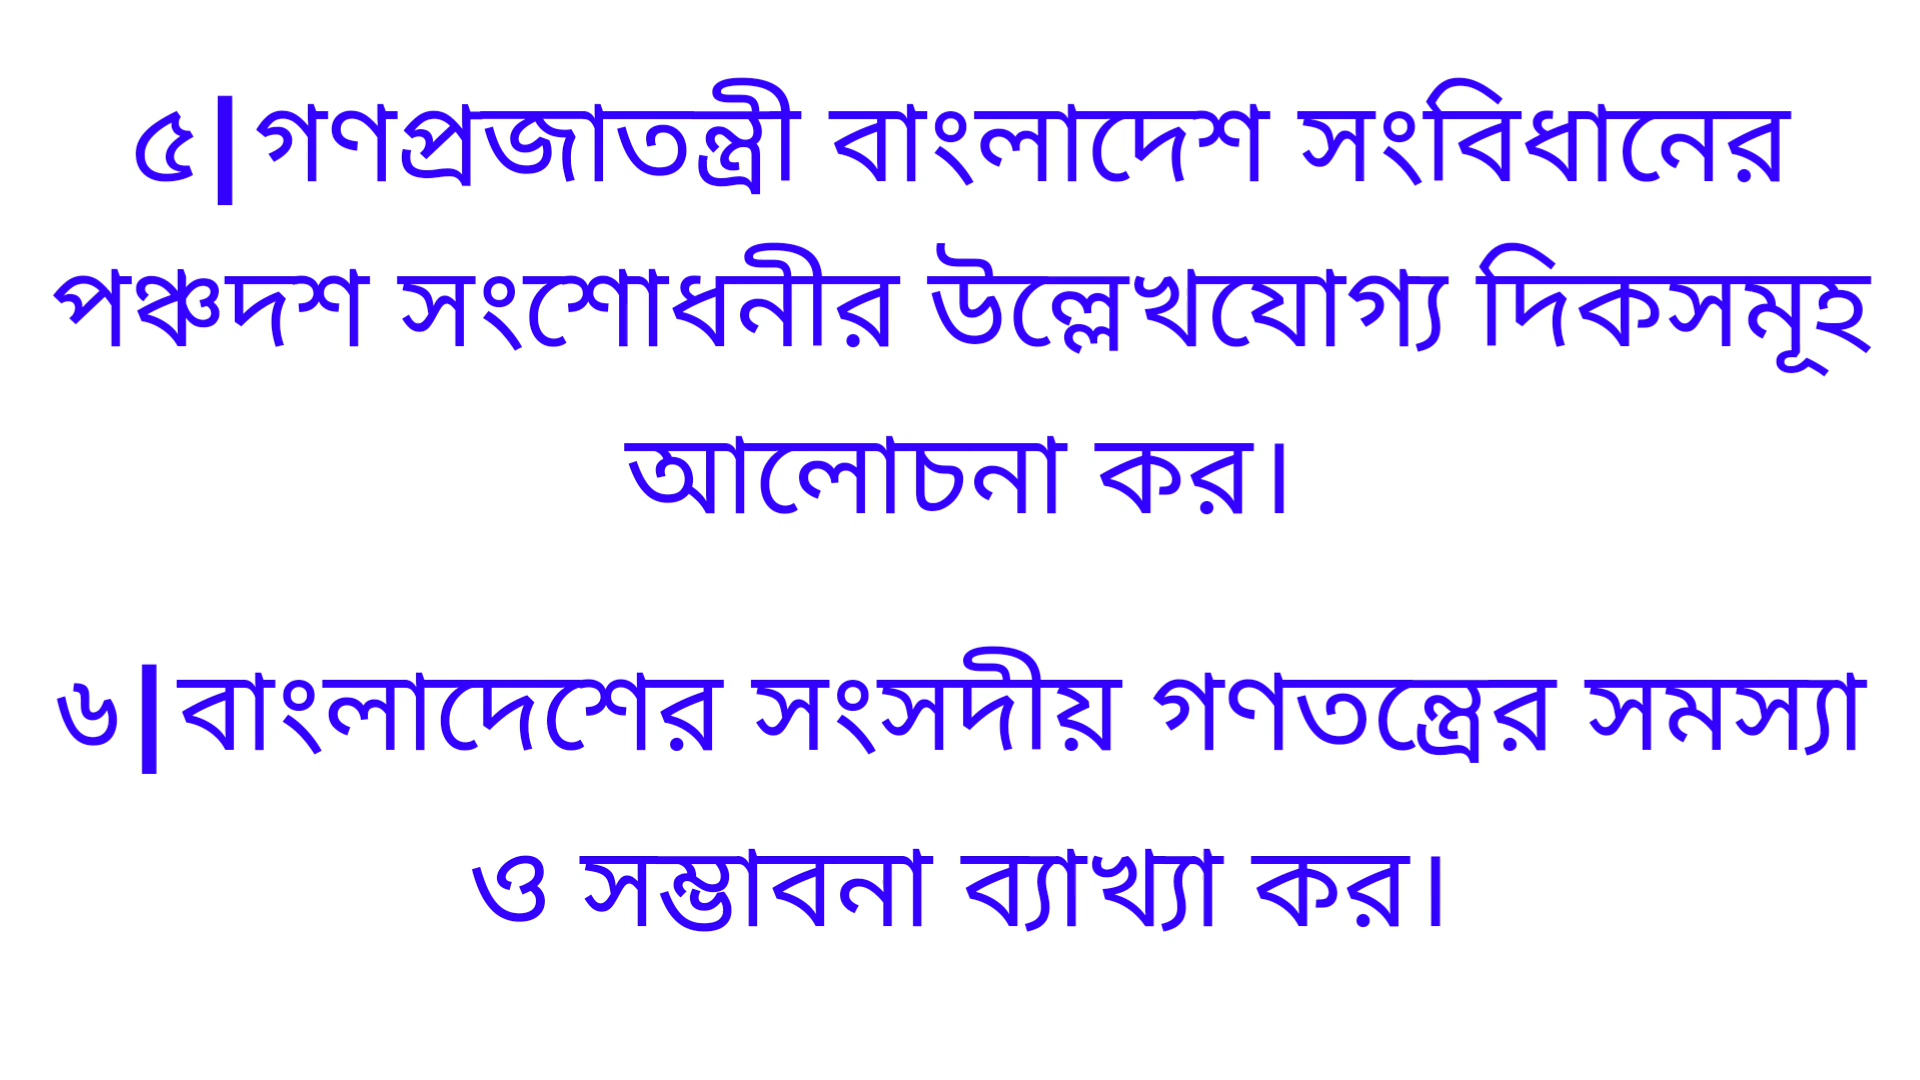 ৫|গণপ্রজাতন্ত্রী বাংলাদেশ সংবিধানের
পঞ্চদশ সংশোধনীর উল্লেখযোগ্য দিকসমূহ
আলোচনা কর।
৬|বাংলাদেশের সংসদীয় গণতন্ত্রের সমস্যা
ও সম্ভাবনা ব্যাখ্যা কর।